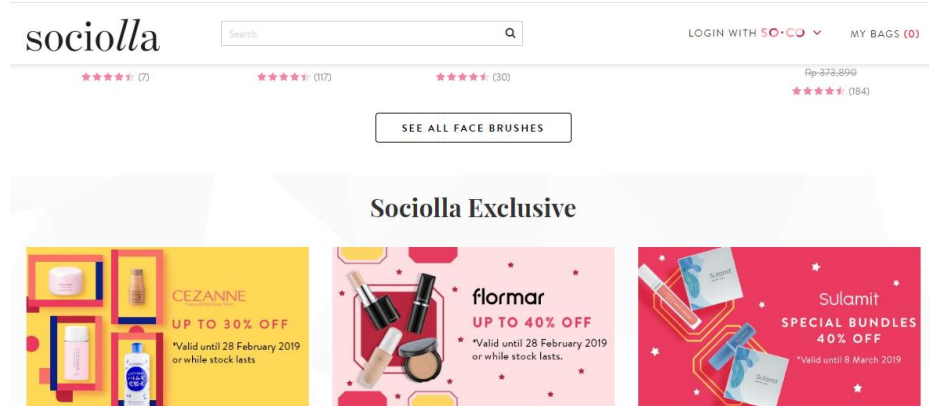 sociolla
Search
LOGIN WITH SO·CO
MY BAGS (0)
Rp 373,890
(7)
(117)
(30)
(184)
SEE ALL FACE BRUSHES
Sociolla Exclusive
CEZANNE
UP TO 30% OFF
*Valid until 28 February 2019
or while stock lasts
flormar
UP TO 40% OFF
*Valid until 28 February 2019
or while stock lasts.
Sulamit
Sulamit
Sulamit
SPECIAL BUNDLES
40% OFF
*Valid until 8 March 2019